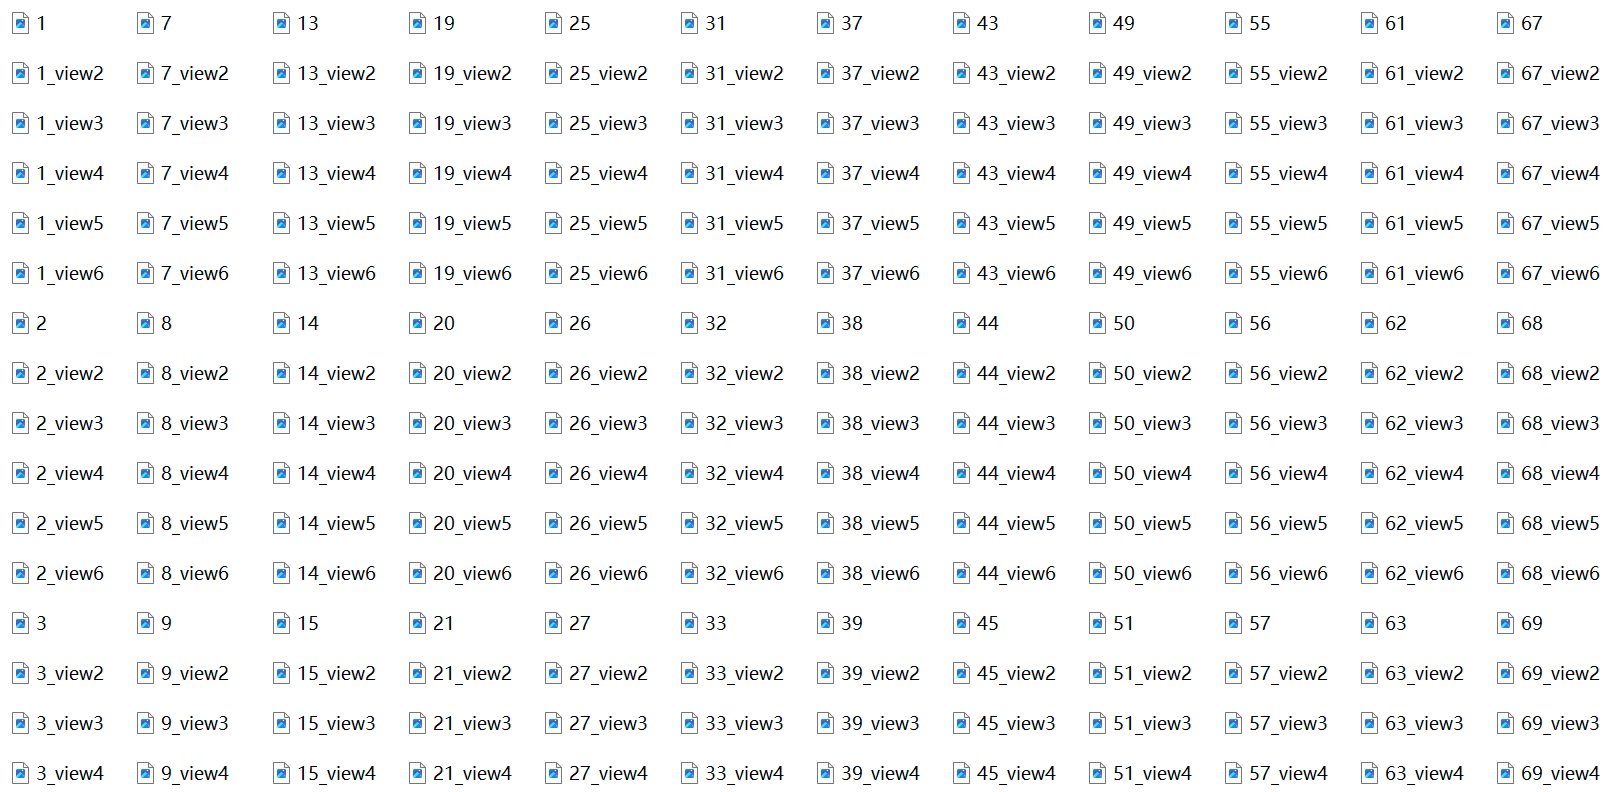 1 7 13 19 25 31 37 43 49 55 61 67
1_view2 7_view2 13_view2 19_view2 25_view2 31_view2 37_view2 43_view2 49_view2 55_view2 61_view2 67_view2
1_view3 7_view3 13_view3 19_view3 25_view3 31_view3 37_view3 43_view3 49_view3 55_view3 61_view3 67_view3
1_view4 7_view4 13_view4 19_view4 25_view4 31_view4 37_view4 43_view4 49_view4 55_view4 61_view4 67_view4
1_view5 7_view5 13_view5 19_view5 25_view5 31_view5 37_view5 43_view5 49_view5 55_view5 61_view5 67_view5
1_view6 7_view6 13_view6 19_view6 25_view6 31_view6 37_view6 43_view6 49_view6 55_view6 61_view6 67_view6
2 8 14 20 26 32 38 44 50 56 62 68
2_view2 8_view2 14_view2 20_view2 26_view2 32_view2 38_view2 44_view2 50_view2 56_view2 62_view2 68_view2
2_view3 8_view3 14_view3 20_view3 26_view3 32_view3 38_view3 44_view3 50_view3 56_view3 62_view3 68_view3
2_view4 8_view4 14_view4 20_view4 26_view4 32_view4 38_view4 44_view4 50_view4 56_view4 62_view4 68_view4
2_view5 8_view5 14_view5 20_view5 26_view5 32_view5 38_view5 44_view5 50_view5 56_view5 62_view5 68_view5
2_view6 8_view6 14_view6 20_view6 26_view6 32_view6 38_view6 44_view6 50_view6 56_view6 62_view6 68_view6
3 9 15 21 27 33 39 45 51 57 63 69
3_view2 9_view2 15_view2 21_view2 27_view2 33_view2 39_view2 45_view2 51_view2 57_view2 63_view2 69_view2
3_view3 9_view3 15_view3 21_view3 27_view3 33_view3 39_view3 45_view3 51_view3 57_view3 63_view3 69_view3
3_view4 9_view4 15_view4 21_view4 27_view4 33_view4 39_view4 45_view4 51_view4 57_view4 63_view4 69_view4